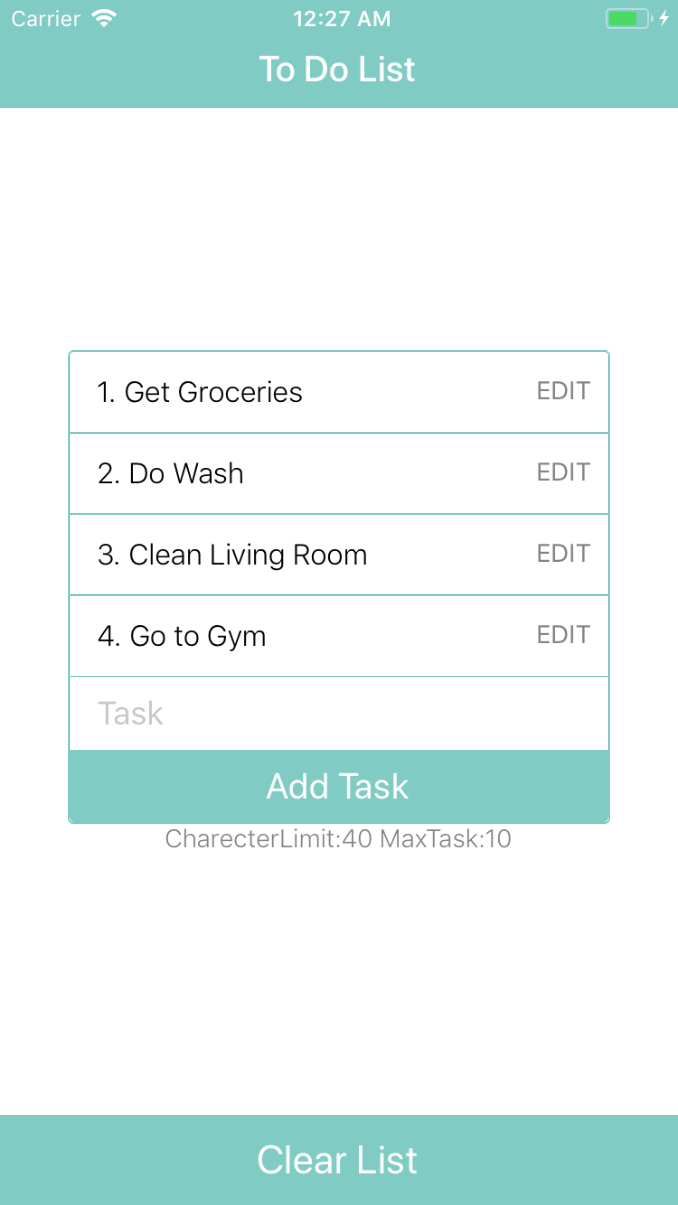 Carrier 12:27 AM
To Do List
1. Get Groceries EDIT
2. Do Wash EDIT
3. Clean Living Room EDIT
4. Go to Gym EDIT
Task
Add Task
CharecterLimit:40 MaxTask:10
Clear List